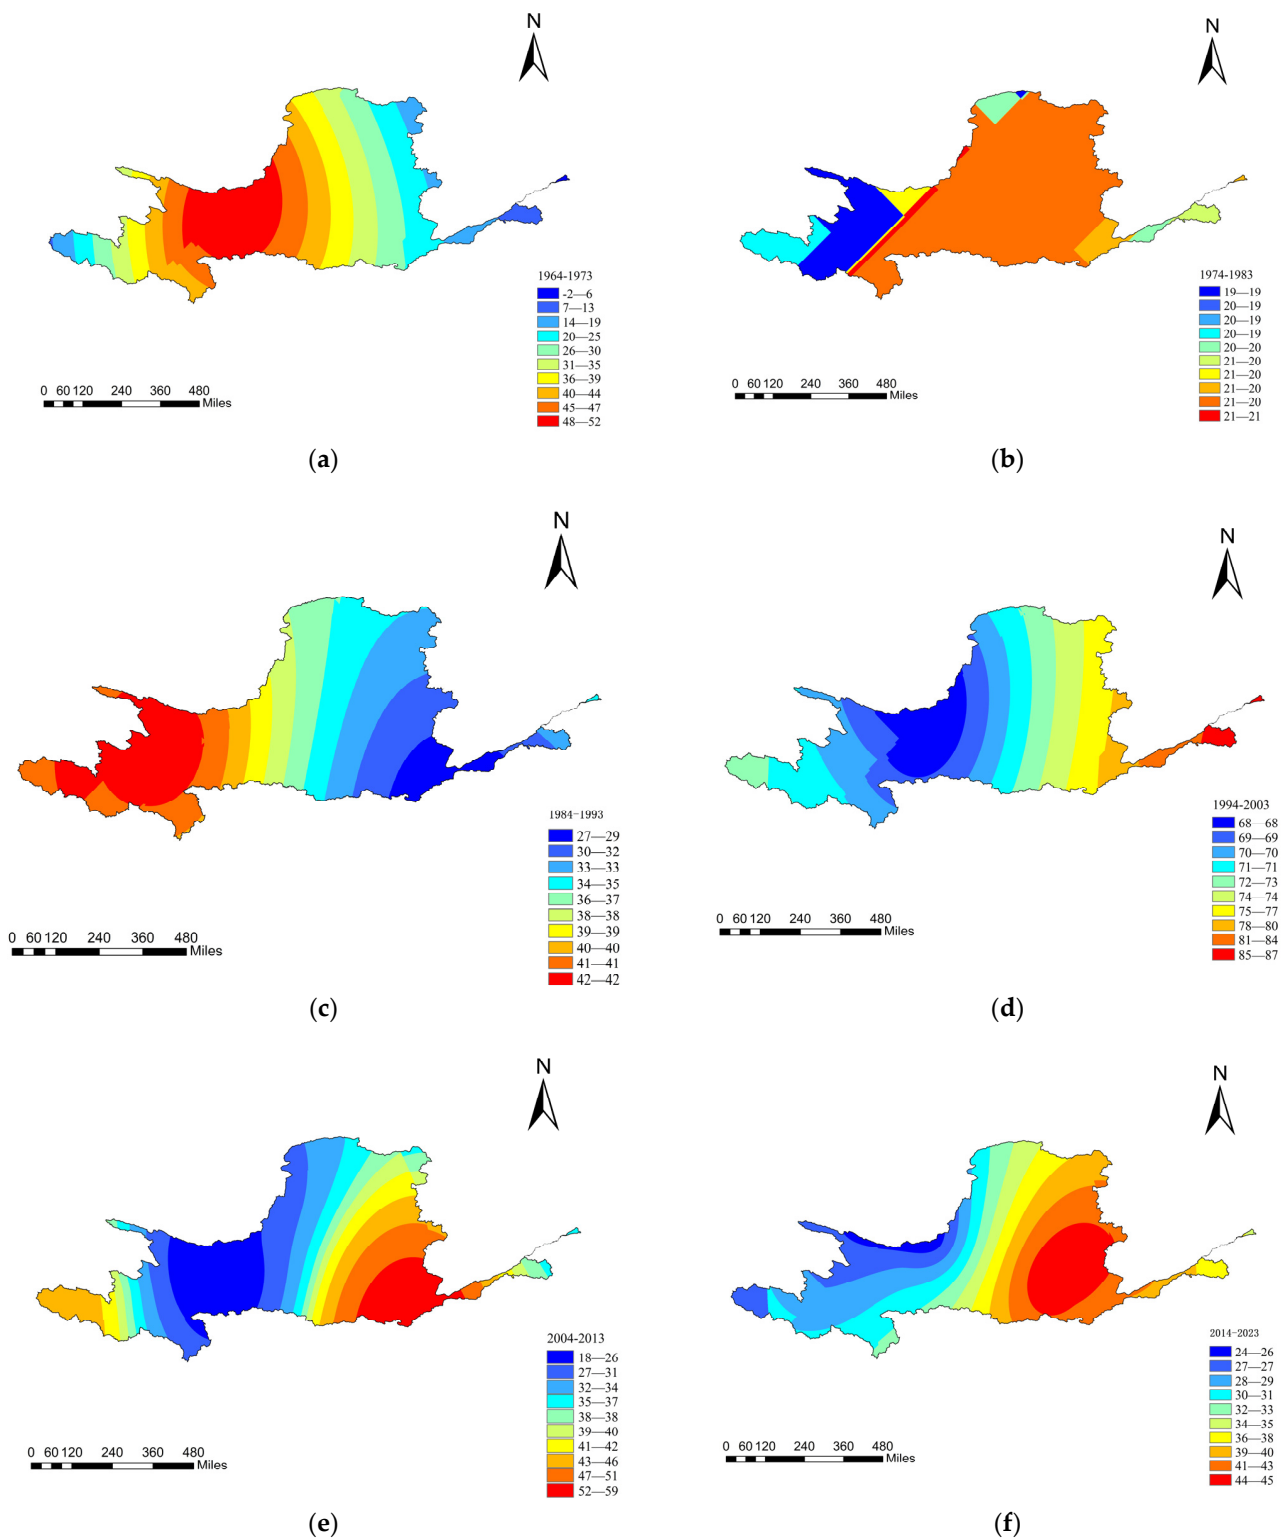 N
1964-1973
-2—6
7—13
14—19
20—25
26—30
31—35
36—39
40—44
45—47
48—52
0 60 120 240 360 480
Miles
(a)
N
1974-1983
19—19
20—19
20—19
20—19
20—20
21—20
21—20
21—20
21—20
21—21
0 60 120 240 360 480
Miles
(b)
N
1984-1993
27—29
30—32
33—33
34—35
36—37
38—38
39—39
40—40
41—41
42—42
0 60 120 240 360 480
Miles
(c)
N
1994-2003
68—68
69—69
70—70
71—71
72—73
74—74
75—77
78—80
81—84
85—87
0 60 120 240 360 480
Miles
(d)
N
2004-2013
18—26
27—31
32—34
35—37
38—38
39—40
41—42
43—46
47—51
52—59
0 60 120 240 360 480
Miles
(e)
N
2014-2023
24—26
27—27
28—29
30—31
32—33
34—35
36—38
39—40
41—43
44—45
0 60 120 240 360 480
Miles
(f)